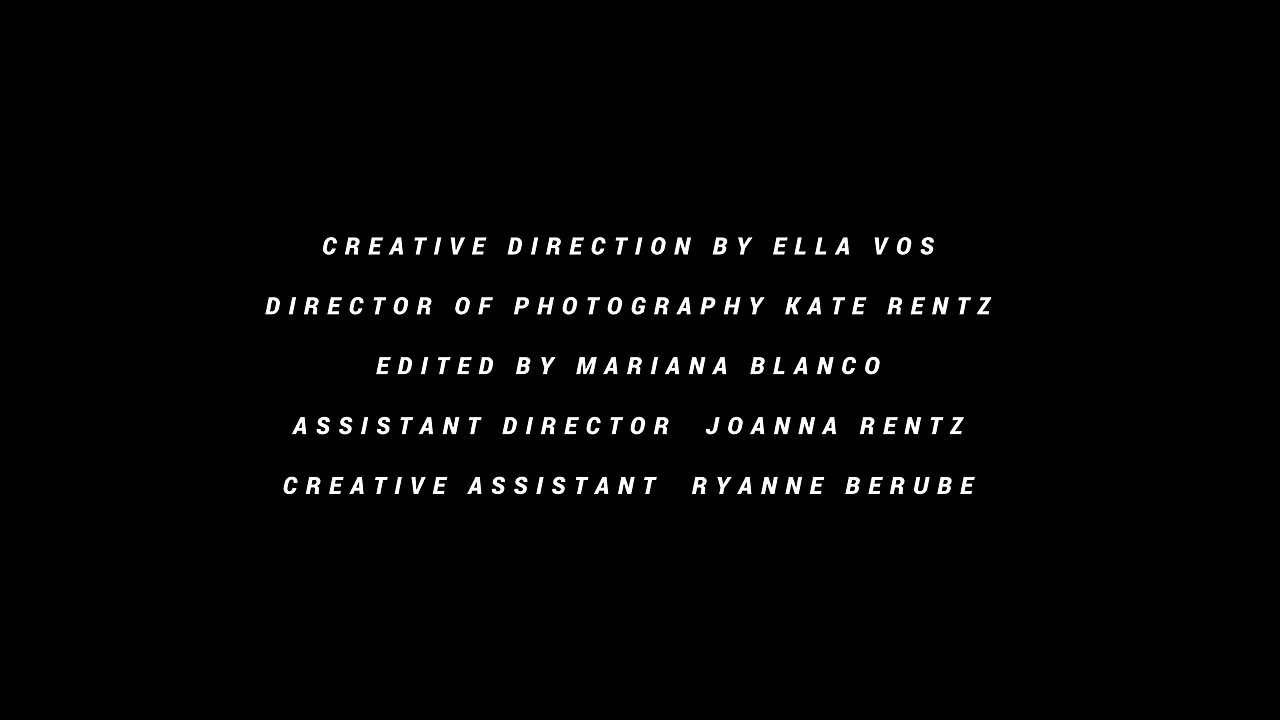 CREATIVE DIRECTION BY ELLA VOS
DIRECTOR OF PHOTOGRAPHY KATE RENTZ
EDITED BY MARIANA BLANCO
ASSISTANT DIRECTOR  JOANNA RENTZ
CREATIVE ASSISTANT  RYANNE BERUBE